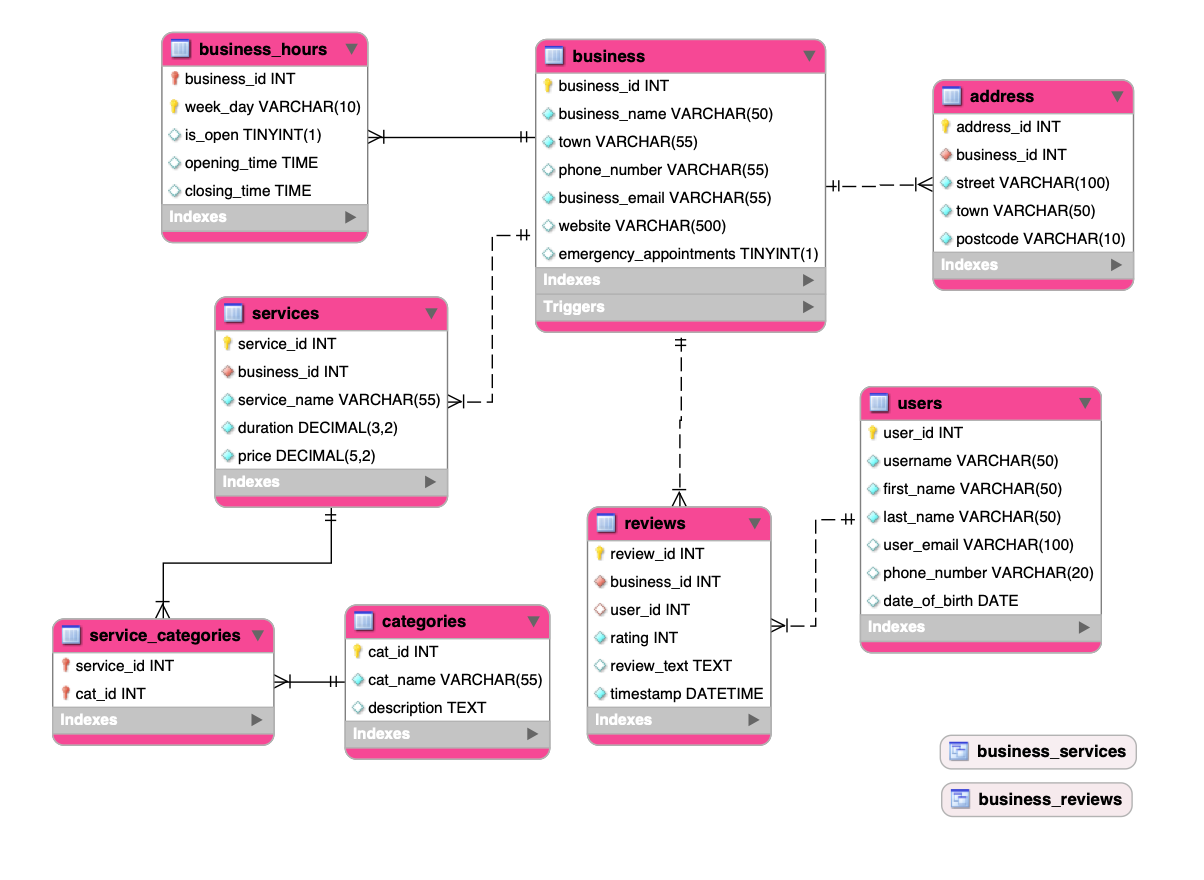 business_hours
business_id INT
week_day VARCHAR(10)
is_open TINYINT(1)
opening_time TIME
closing_time TIME
Indexes
business
business_id INT
business_name VARCHAR(50)
town VARCHAR(55)
phone_number VARCHAR(55)
business_email VARCHAR(55)
website VARCHAR(500)
emergency_appointments TINYINT(1)
Indexes
Triggers
address
address_id INT
business_id INT
street VARCHAR(100)
town VARCHAR(50)
postcode VARCHAR(10)
Indexes
services
service_id INT
business_id INT
service_name VARCHAR(55)
duration DECIMAL(3,2)
price DECIMAL(5,2)
Indexes
users
user_id INT
username VARCHAR(50)
first_name VARCHAR(50)
last_name VARCHAR(50)
user_email VARCHAR(100)
phone_number VARCHAR(20)
date_of_birth DATE
Indexes
reviews
review_id INT
business_id INT
user_id INT
rating INT
review_text TEXT
timestamp DATETIME
Indexes
service_categories
service_id INT
cat_id INT
Indexes
categories
cat_id INT
cat_name VARCHAR(55)
description TEXT
Indexes
business_services
business_reviews